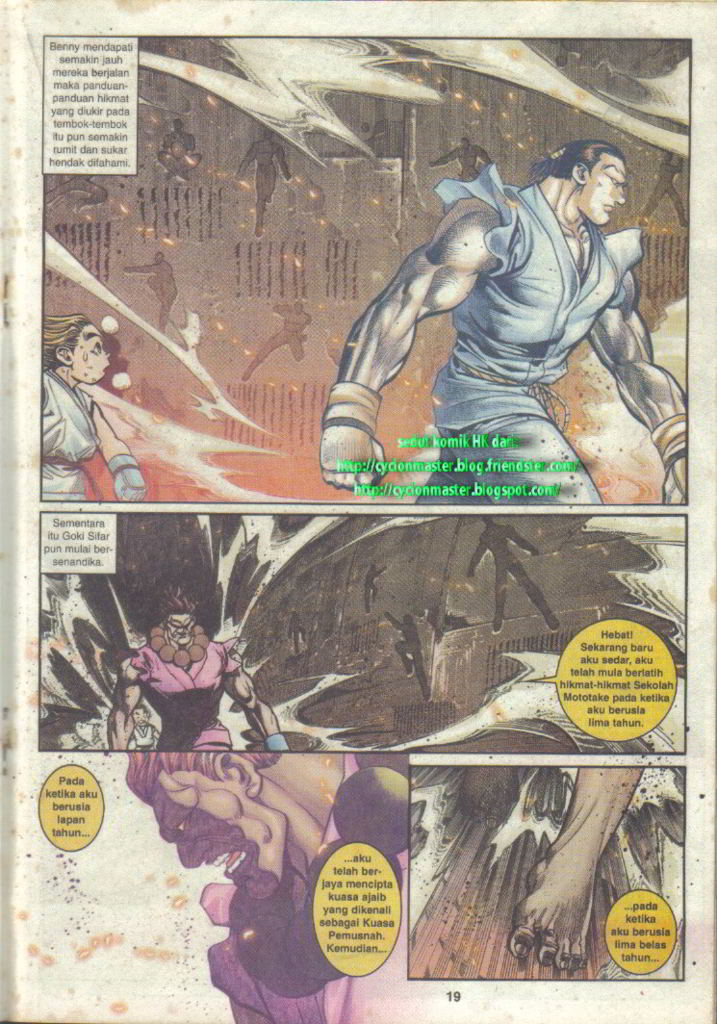 Benny mendapati
semakin jauh
mereka berjalan
maka panduan-
panduan hikmat
yang diukir pada
tembok-tembok
itu pun semakin
rumit dan sukar
hendak difahami.
sedut komik HK dari:
http://cyclonmaster.blog.friendster.com/
http://cyclonmaster.blogspot.com/
Sementara
itu Goki Sifar
pun mulai ber-
senandika.
Hebat!
Sekarang baru
aku sedar, aku
telah mula berlatih
hikmat-hikmat Sekolah
Mototake pada ketika
aku berusia
lima tahun.
Pada
ketika aku
berusia
lapan
tahun...
...aku
telah ber-
jaya mencipta
kuasa ajaib
yang dikenali
sebagai Kuasa
Pemusnah.
Kemudian...
...pada
ketika
aku berusia
lima belas
tahun...
19